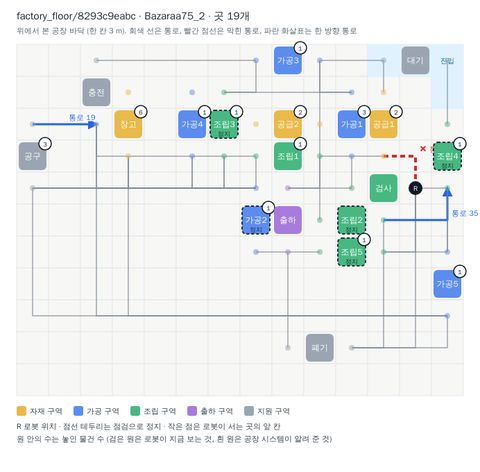 factory_floor/8293c9eabc · Bazaraa75_2 · 곳 19개
위에서 본 공장 바닥 (한 칸 3 m). 회색 선은 통로, 빨간 점선은 막힌 통로, 파란 화살표는 한 방향 통로
가공3
1
대기
진입
충전
통로 19
창고
6
가공4
1
조립3
정지
1
공급2
2
가공1
3
공급1
2
공구
3
조립1
1
조립4
정지
1
검사
R
가공2
정지
1
출하
조립2
정지
통로 35
조립5
정지
1
가공5
1
폐기
자재 구역
가공 구역
조립 구역
출하 구역
지원 구역
R 로봇 위치 · 점선 테두리는 점검으로 정지 · 작은 점은 로봇이 서는 곳의 앞 칸
원 안의 수는 놓인 물건 수 (검은 원은 로봇이 지금 보는 것, 흰 원은 공장 시스템이 알려 준 것)